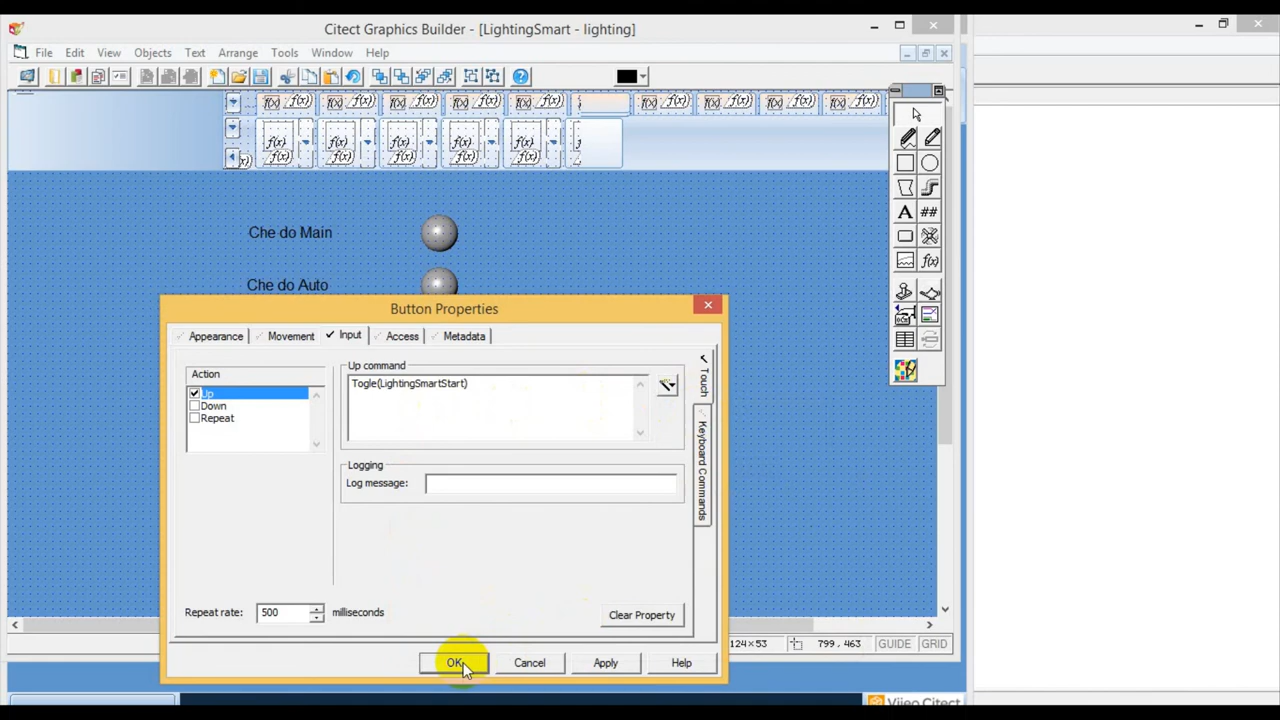 Citect Graphics Builder - [LightingSmart - lighting]
File Edit View Objects Text Arrange Tools Window Help
Che do Main
Che do Auto
Button Properties
Appearance Movement Input Access Metadata
Action
Up
Down
Repeat
Up command
Togle(LightingSmartStart)
Touch
Keyboard Commands
Logging
Log message:
Repeat rate: 500 milliseconds
Clear Property
OK Cancel Apply Help
124×53 799, 463 GUIDE GRID
Vijeo Citect